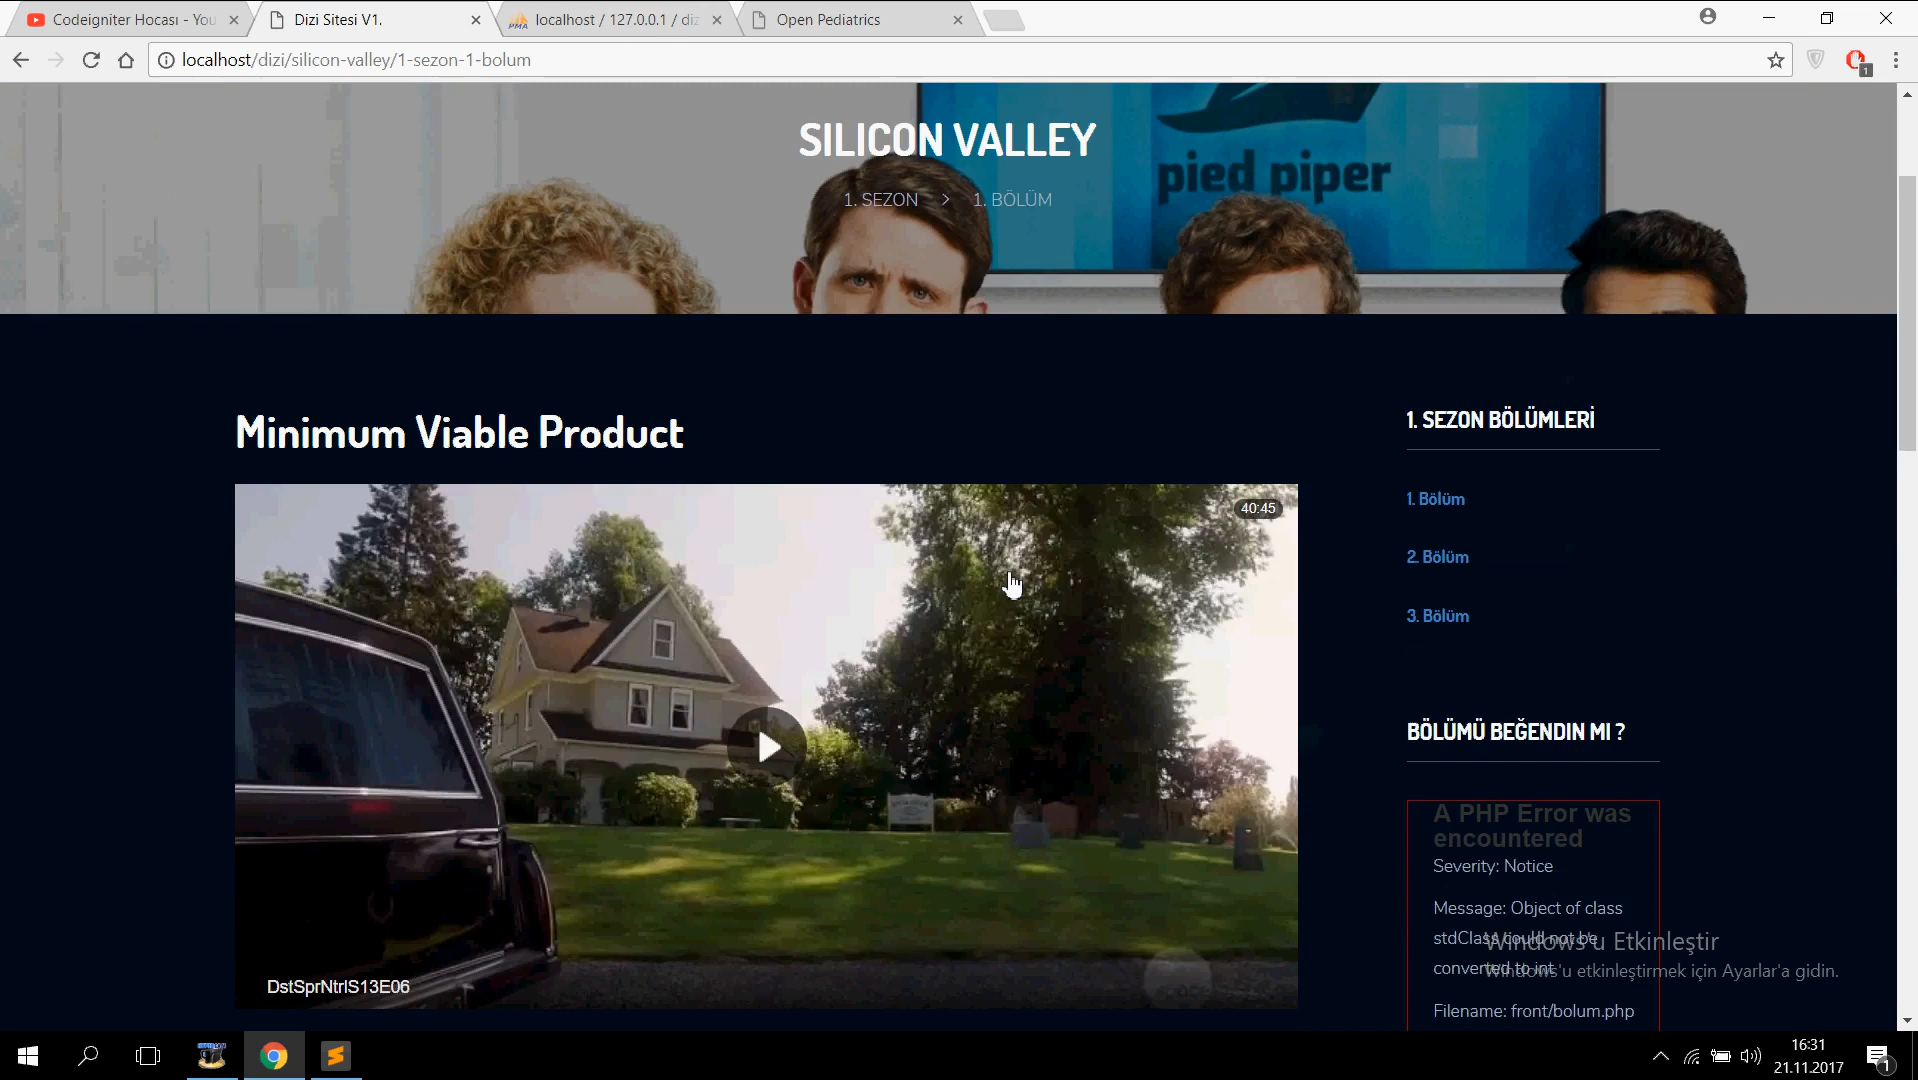 Codeigniter Hocası - You
Dizi Sitesi V1.
localhost / 127.0.0.1 / diz
Open Pediatrics
localhost/dizi/silicon-valley/1-sezon-1-bolum
1
SILICON VALLEY
pied piper
1. SEZON > 1. BÖLÜM
Minimum Viable Product
40:45
DstSprNtrlS13E06
1. SEZON BÖLÜMLERİ
1. Bölüm
2. Bölüm
3. Bölüm
BÖLÜMÜ BEĞENDIN MI ?
A PHP Error was
encountered
Severity: Notice
Message: Object of class
stdClass could not be
converted to int
Filename: front/bolum.php
Windows'u Etkinleştir
Windows'u etkinleştirmek için Ayarlar'a gidin.
16:31
21.11.2017
1